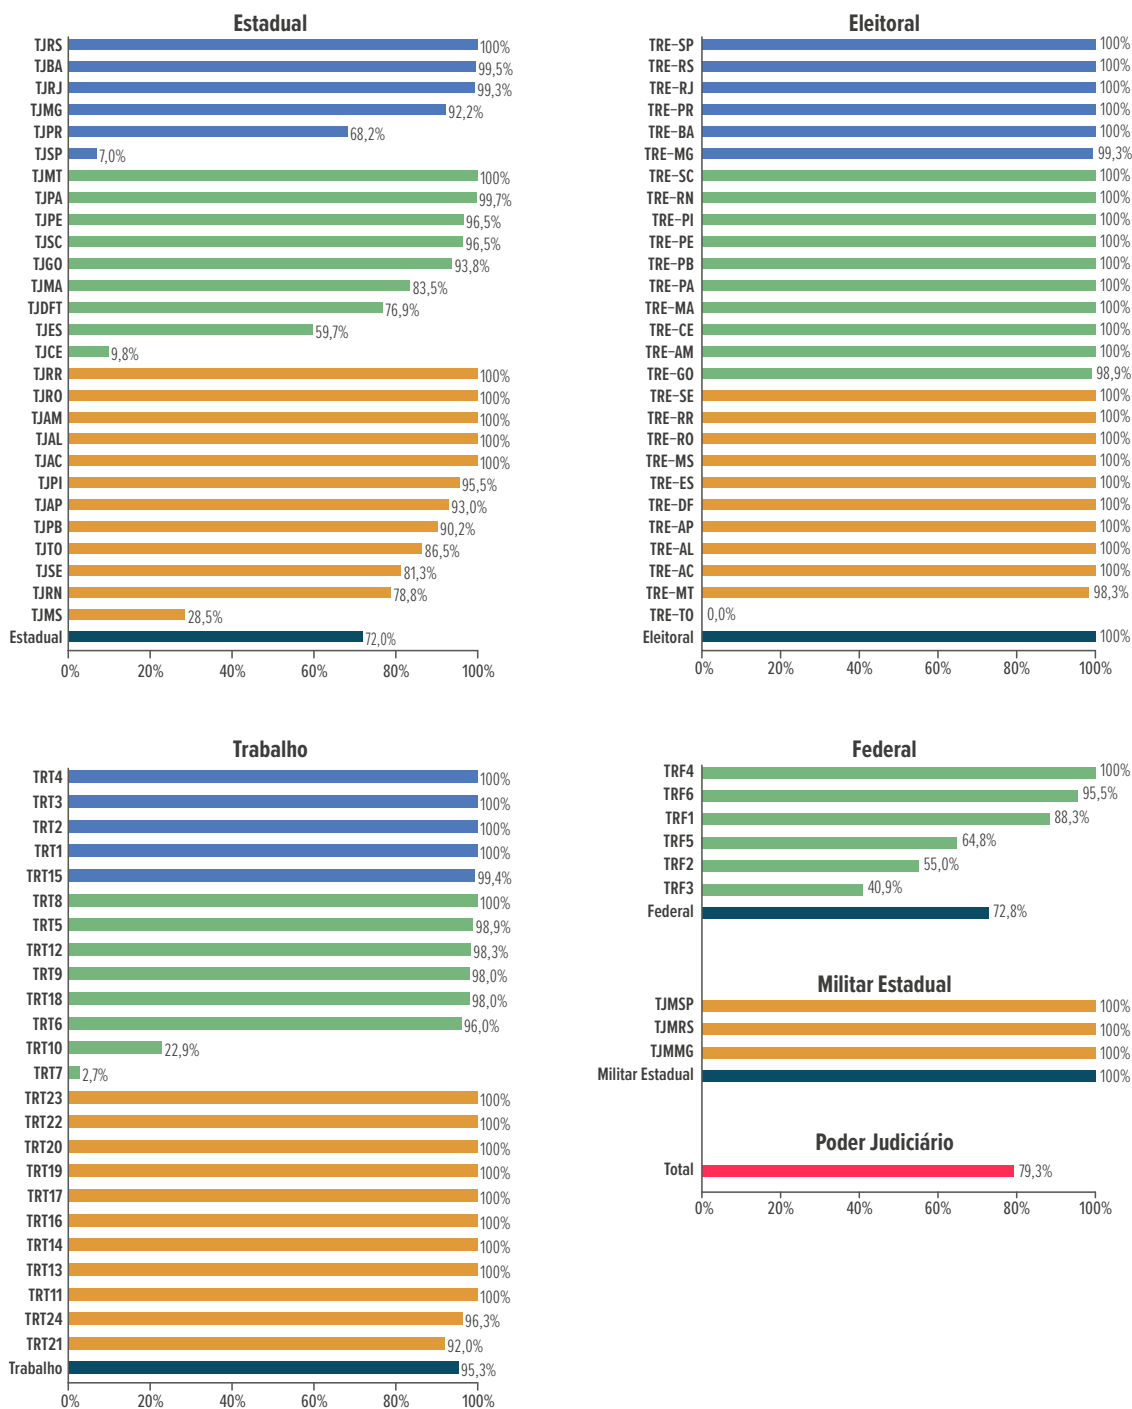 Estadual
TJRS 100%
TJBA 99,5%
TJRJ 99,3%
TJMG 92,2%
TJPR 68,2%
TJSP 7,0%
TJMT 100%
TJPA 99,7%
TJPE 96,5%
TJSC 96,5%
TJGO 93,8%
TJMA 83,5%
TJDFT 76,9%
TJES 59,7%
TJCE 9,8%
TJRR 100%
TJRO 100%
TJAM 100%
TJAL 100%
TJAC 100%
TJPI 95,5%
TJAP 93,0%
TJPB 90,2%
TJTO 86,5%
TJSE 81,3%
TJRN 78,8%
TJMS 28,5%
Estadual 72,0%
0% 20% 40% 60% 80% 100%
Eleitoral
TRE-SP 100%
TRE-RS 100%
TRE-RJ 100%
TRE-PR 100%
TRE-BA 100%
TRE-MG 99,3%
TRE-SC 100%
TRE-RN 100%
TRE-PI 100%
TRE-PE 100%
TRE-PB 100%
TRE-PA 100%
TRE-MA 100%
TRE-CE 100%
TRE-AM 100%
TRE-GO 98,9%
TRE-SE 100%
TRE-RR 100%
TRE-RO 100%
TRE-MS 100%
TRE-ES 100%
TRE-DF 100%
TRE-AP 100%
TRE-AL 100%
TRE-AC 100%
TRE-MT 98,3%
TRE-TO 0,0%
Eleitoral 100%
0% 20% 40% 60% 80% 100%
Trabalho
TRT4 100%
TRT3 100%
TRT2 100%
TRT1 100%
TRT15 99,4%
TRT8 100%
TRT5 98,9%
TRT12 98,3%
TRT9 98,0%
TRT18 98,0%
TRT6 96,0%
TRT10 22,9%
TRT7 2,7%
TRT23 100%
TRT22 100%
TRT20 100%
TRT19 100%
TRT17 100%
TRT16 100%
TRT14 100%
TRT13 100%
TRT11 100%
TRT24 96,3%
TRT21 92,0%
Trabalho 95,3%
0% 20% 40% 60% 80% 100%
Federal
TRF4 100%
TRF6 95,5%
TRF1 88,3%
TRF5 64,8%
TRF2 55,0%
TRF3 40,9%
Federal 72,8%
Militar Estadual
TJMSP 100%
TJMRS 100%
TJMMG 100%
Militar Estadual 100%
Poder Judiciário
Total 79,3%
0% 20% 40% 60% 80% 100%